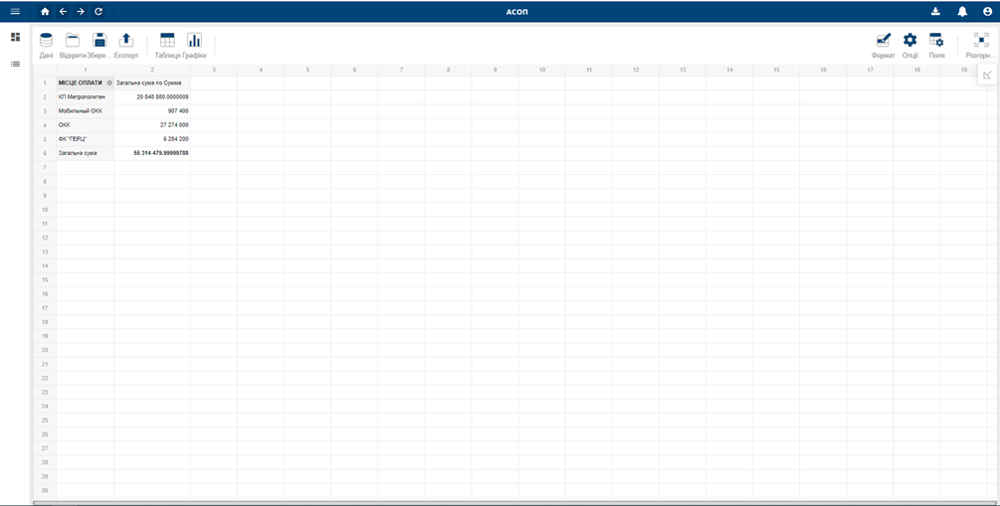 АСОП
Дані Відкрити Збере... Експорт Таблиця Графіки Формат Опції Поля Розгорн...
1 2 3 4 5 6 7 8 9 10 11 12 13 14 15 16 17 18 19
1 МІСЦЕ ОПЛАТИ Загальна сума по Сумма
2 КП Метрополитен 20 848 880.0000009
3 Мобильный ОКК 907 400
4 ОКК 27 274 000
5 ФК "ГЕРЦ" 6 284 200
6 Загальна сума 55 314 479.99999788
7
8
9
10
11
12
13
14
15
16
17
18
19
20
21
22
23
24
25
26
27
28
29
30